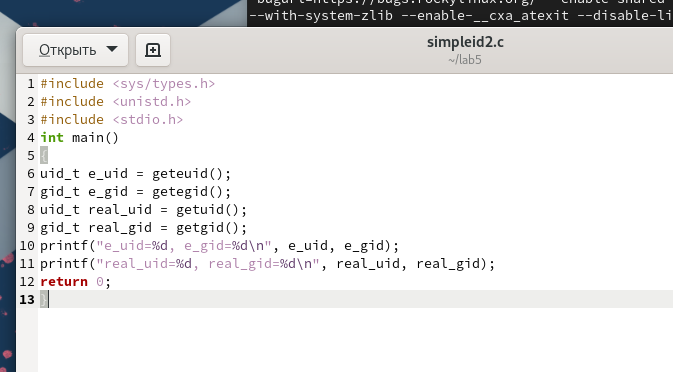 bugurl=https://bugs.rockylinux.org/ --enable-shared
--with-system-zlib --enable-__cxa_atexit --disable-li
Открыть
simpleid2.c
~/lab5
1 #include <sys/types.h>
2 #include <unistd.h>
3 #include <stdio.h>
4 int main()
5 {
6 uid_t e_uid = geteuid();
7 gid_t e_gid = getegid();
8 uid_t real_uid = getuid();
9 gid_t real_gid = getgid();
10 printf("e_uid=%d, e_gid=%d\n", e_uid, e_gid);
11 printf("real_uid=%d, real_gid=%d\n", real_uid, real_gid);
12 return 0;
13 }